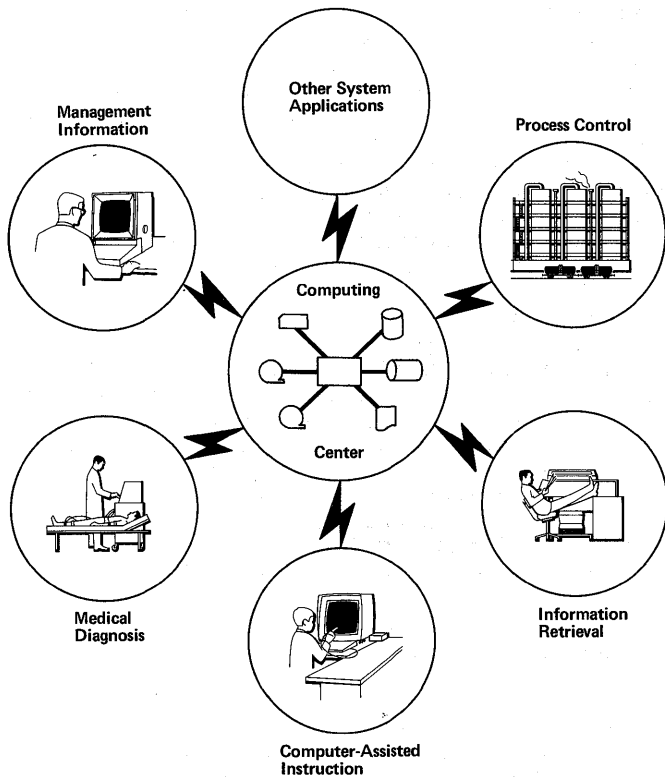 Other System
Applications
Management
Information
Process Control
Computing
Center
Medical
Diagnosis
Information
Retrieval
Computer-Assisted
Instruction